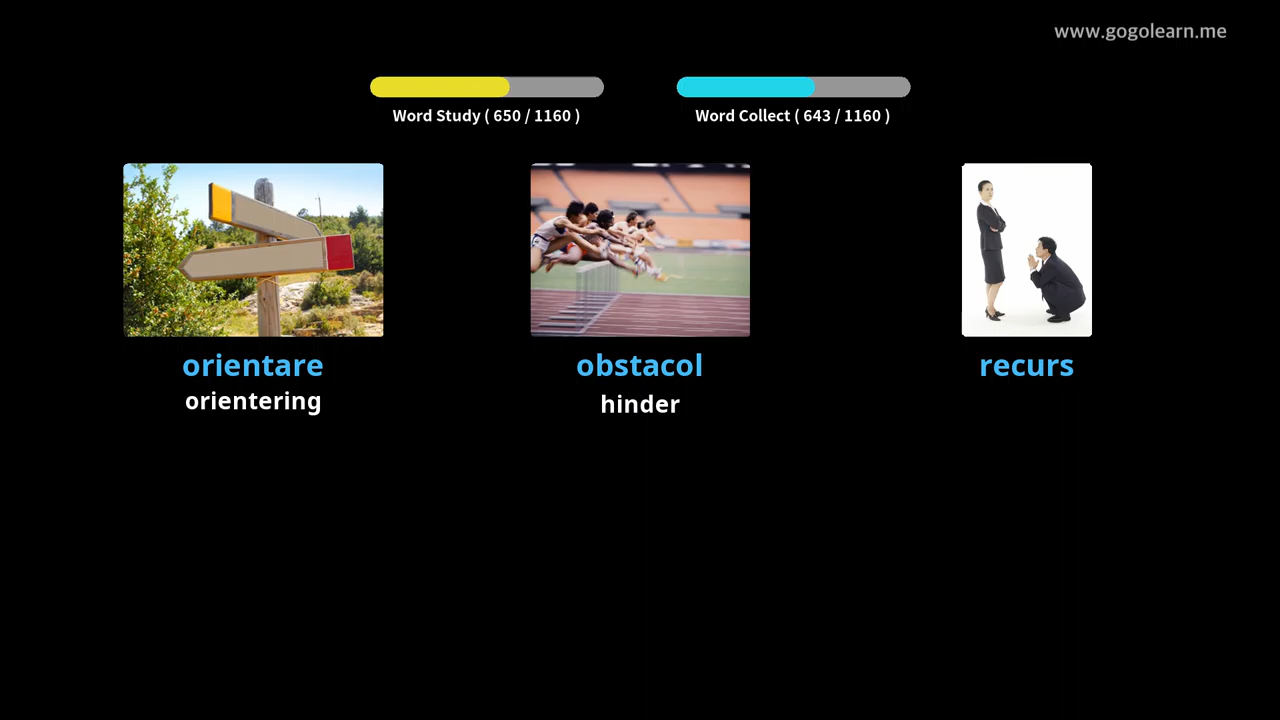 www.gogolearn.me
Word Study ( 650 / 1160 )
Word Collect ( 643 / 1160 )
orientare
orientering
obstacol
hinder
recurs